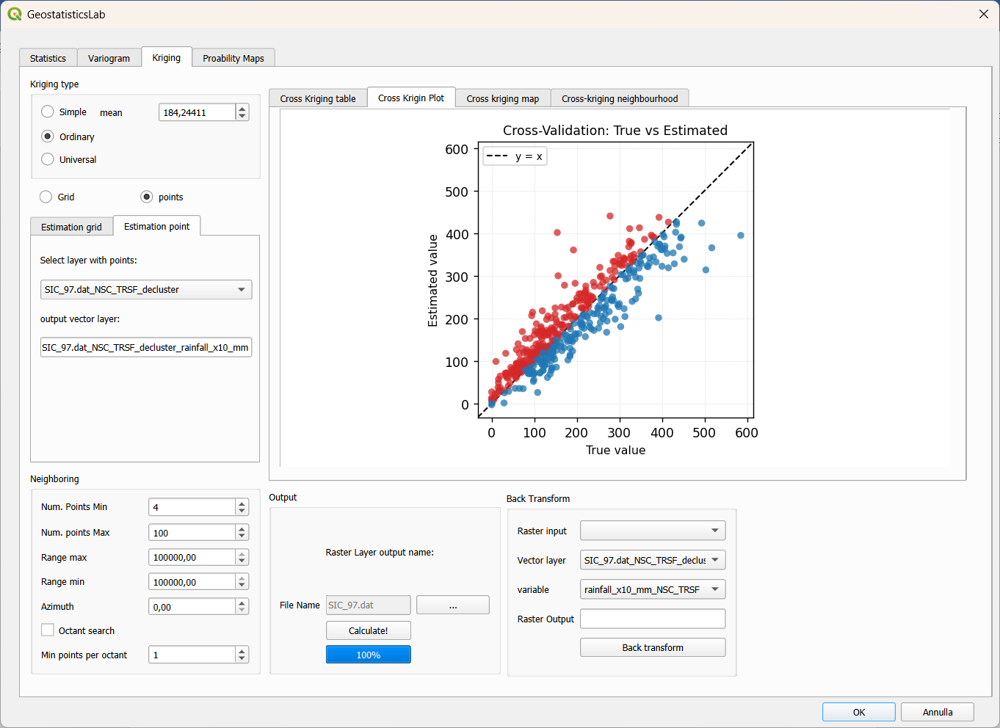 GeostatisticsLab
Statistics
Variogram
Kriging
Proability Maps
Kriging type
Simple
mean
184,24411
Ordinary
Universal
Grid
points
Estimation grid
Estimation point
Select layer with points:
SIC_97.dat_NSC_TRSF_decluster
output vector layer:
SIC_97.dat_NSC_TRSF_decluster_rainfall_x10_mm
Neighboring
Num. Points Min
4
Num. points Max
100
Range max
100000,00
Range min
100000,00
Azimuth
0,00
Octant search
Min points per octant
1
Cross Kriging table
Cross Krigin Plot
Cross kriging map
Cross-kriging neighbourhood
Cross-Validation: True vs Estimated
y = x
600
500
400
300
200
100
0
Estimated value
0
100
200
300
400
500
600
True value
Output
Raster Layer output name:
File Name
SIC_97.dat
...
Calculate!
100%
Back Transform
Raster input
Vector layer
SIC_97.dat_NSC_TRSF_declus
variable
rainfall_x10_mm_NSC_TRSF
Raster Output
Back transform
OK
Annulla